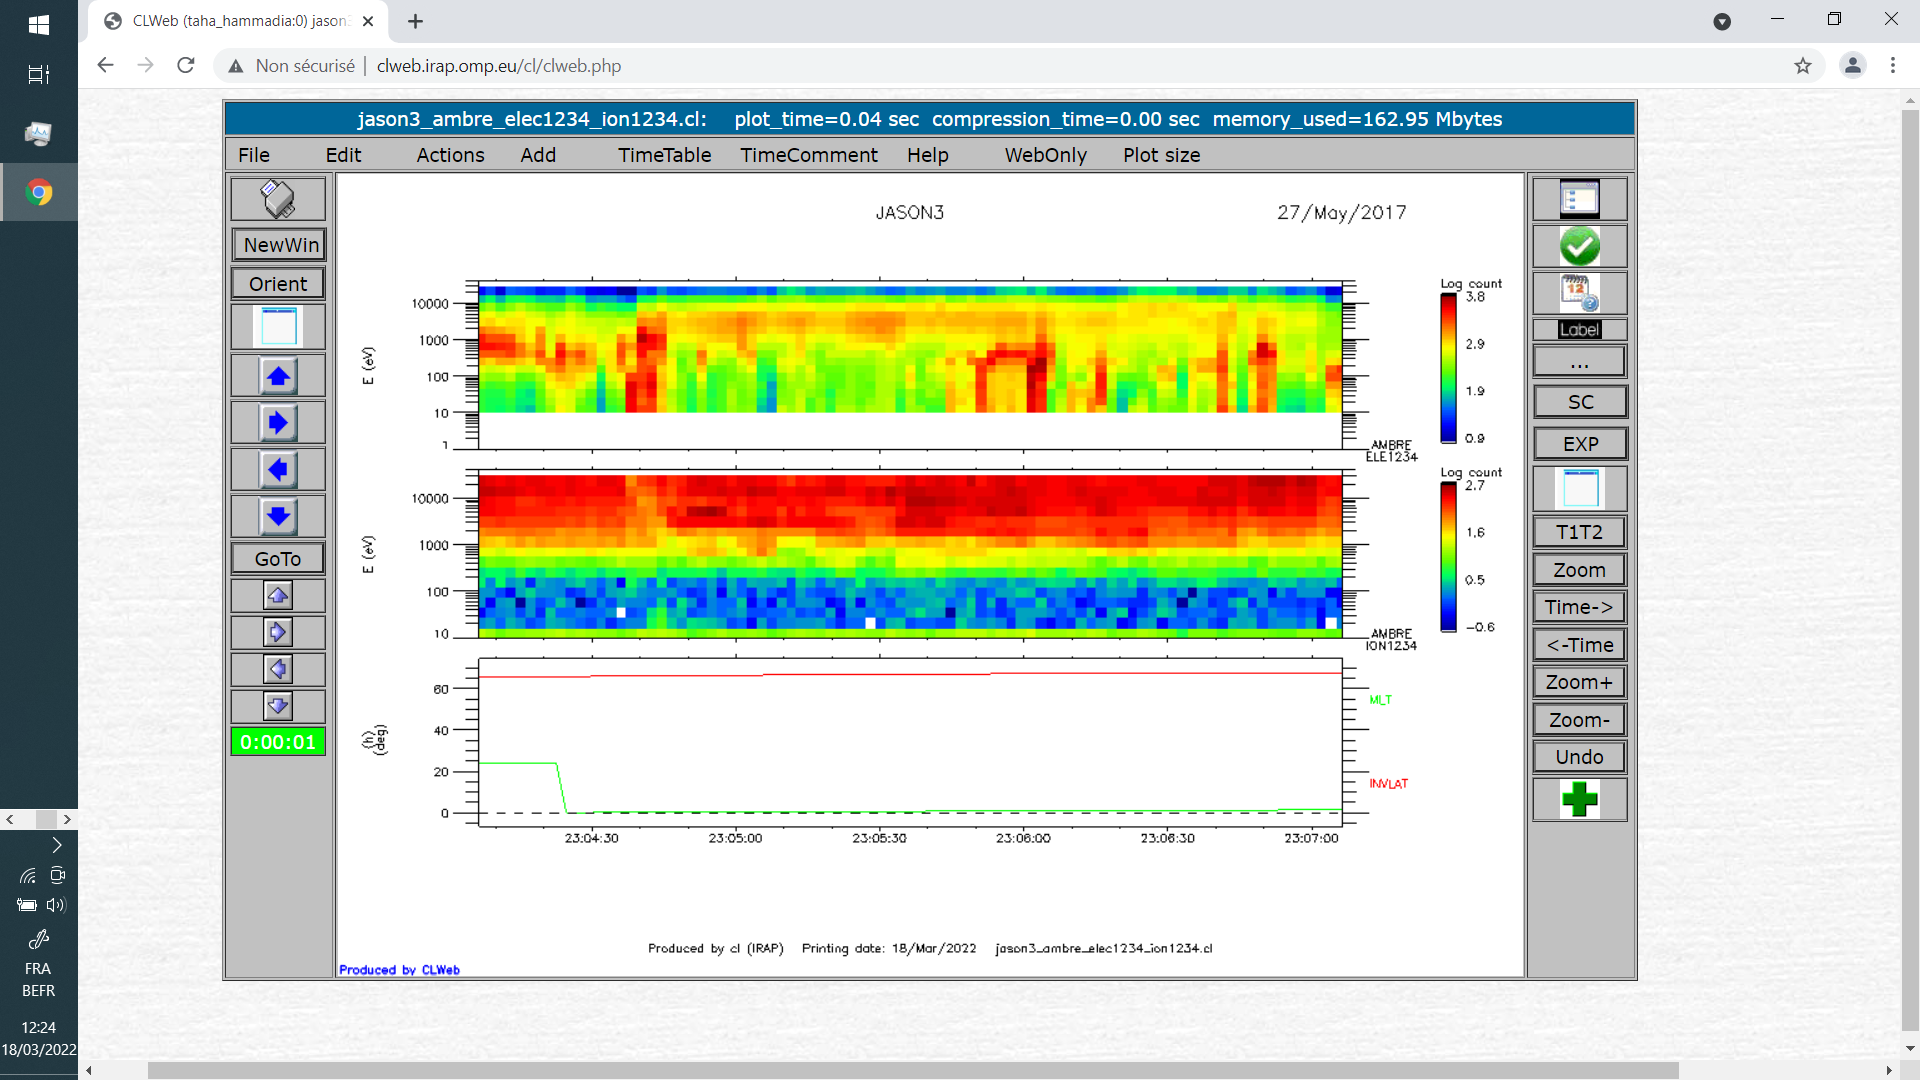 CLWeb (taha_hammadia:0) jason3
Non sécurisé | clweb.irap.omp.eu/cl/clweb.php
jason3_ambre_elec1234_ion1234.cl: plot_time=0.04 sec compression_time=0.00 sec memory_used=162.95 Mbytes
File Edit Actions Add TimeTable TimeComment Help WebOnly Plot size
NewWin
Orient
GoTo
0:00:01
JASON3 27/May/2017
10000
1000
100
10
1
E (eV)
AMBRE
ELE1234
Log count
3.8
2.9
1.9
0.9
10000
1000
100
10
E (eV)
AMBRE
ION1234
Log count
2.7
1.6
0.5
-0.6
60
40
20
0
(h)
(deg)
MLT
INVLAT
23:04:30 23:05:00 23:05:30 23:06:00 23:06:30 23:07:00
Produced by cl (IRAP) Printing date: 18/Mar/2022 jason3_ambre_elec1234_ion1234.cl
Produced by CLWeb
12
Label
...
SC
EXP
T1T2
Zoom
Time->
<-Time
Zoom+
Zoom-
Undo
FRA
BEFR
12:24
18/03/2022